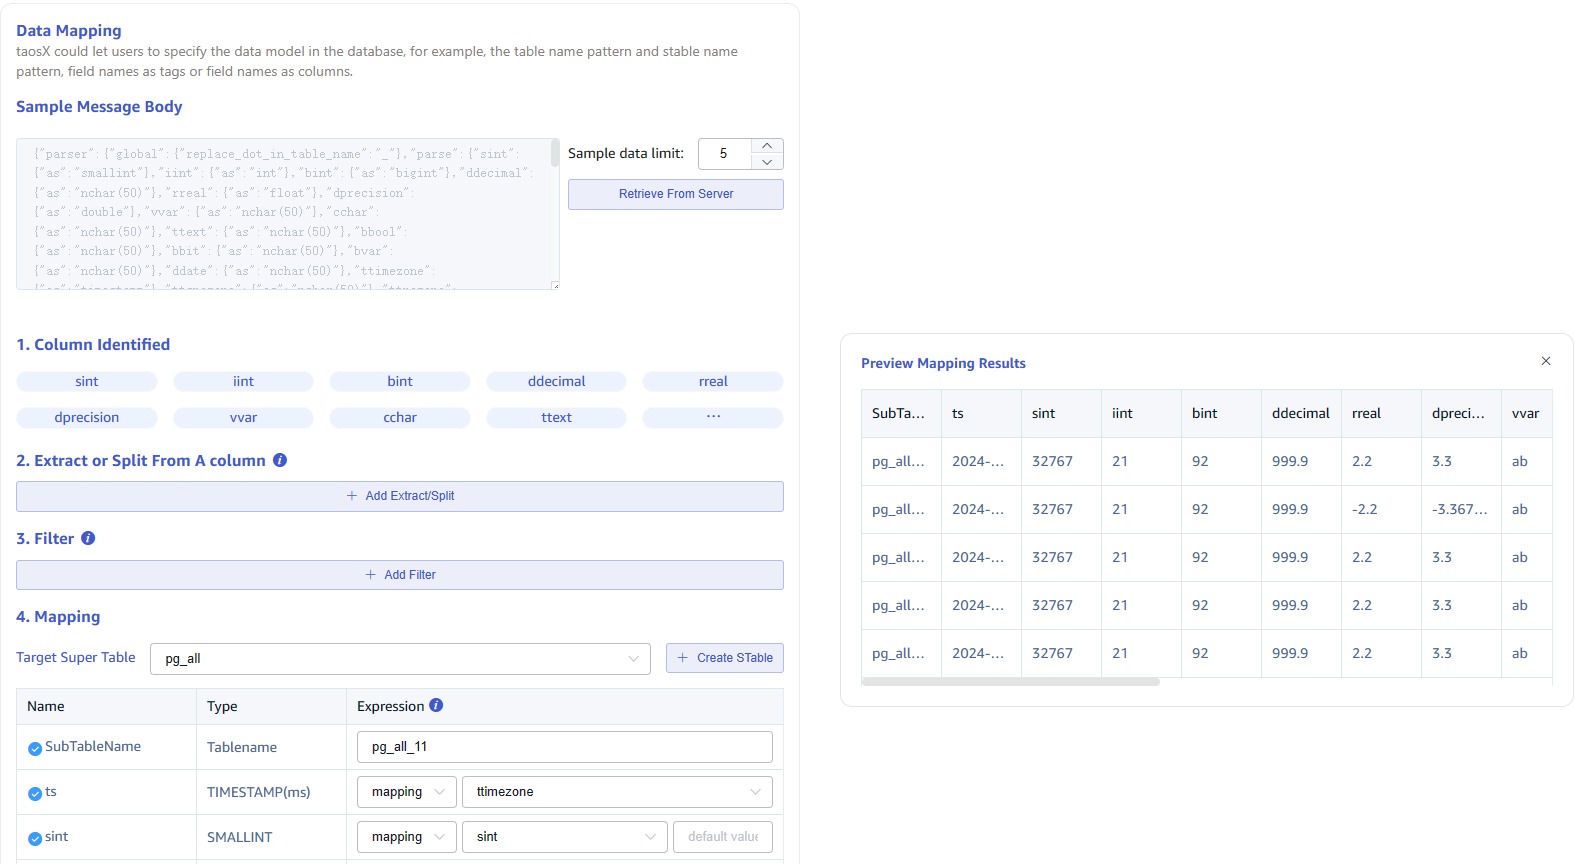 Data Mapping
taosX could let users to specify the data model in the database, for example, the table name pattern and stable name
pattern, field names as tags or field names as columns.
Sample Message Body
{"parser":{"global":{"replace_dot_in_table_name":"_"},"parse":{"sint":
{"as":"smallint"},"iint":{"as":"int"},"bint":{"as":"bigint"},"ddecimal":
{"as":"nchar(50)"},"rreal":{"as":"float"},"dprecision":
{"as":"double"},"vvar":{"as":"nchar(50)"},"cchar":
{"as":"nchar(50)"},"ttext":{"as":"nchar(50)"},"bbool":
{"as":"nchar(50)"},"bbit":{"as":"nchar(50)"},"bvar":
{"as":"nchar(50)"},"ddate":{"as":"nchar(50)"},"ttimezone":
Sample data limit: 5
Retrieve From Server
1. Column Identified
sint iint bint ddecimal rreal
dprecision vvar cchar ttext ...
2. Extract or Split From A column i
+ Add Extract/Split
3. Filter i
+ Add Filter
4. Mapping
Target Super Table pg_all + Create STable
Name Type Expression i
SubTableName Tablename pg_all_11
ts TIMESTAMP(ms) mapping ttimezone
sint SMALLINT mapping sint default value
Preview Mapping Results
SubTa... ts sint iint bint ddecimal rreal dpreci... vvar
pg_all... 2024-... 32767 21 92 999.9 2.2 3.3 ab
pg_all... 2024-... 32767 21 92 999.9 -2.2 -3.367... ab
pg_all... 2024-... 32767 21 92 999.9 2.2 3.3 ab
pg_all... 2024-... 32767 21 92 999.9 2.2 3.3 ab
pg_all... 2024-... 32767 21 92 999.9 2.2 3.3 ab